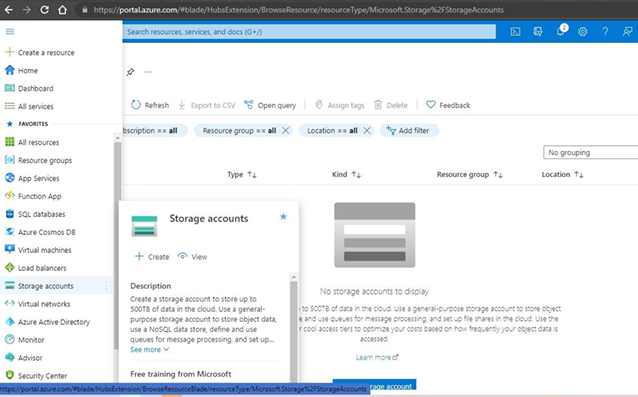 https://portal.azure.com/#blade/HubsExtension/BrowseResource/resourceType/Microsoft.Storage%2FStorageAccounts
Search resources, services, and docs (G+/)
Create a resource
Home
Dashboard
All services
FAVORITES
All resources
Resource groups
App Services
Function App
SQL databases
Azure Cosmos DB
Virtual machines
Load balancers
Storage accounts
Virtual networks
Azure Active Directory
Monitor
Advisor
Security Center
Refresh
Export to CSV
Open query
Assign tags
Delete
Feedback
== all
Resource group == all
Location == all
Add filter
No grouping
Type
Kind
Resource group
Location
Storage accounts
Create
View
Description
Create a storage account to store up to
500TB of data in the cloud. Use a general-
purpose storage account to store object data,
use a NoSQL data store, define and use
queues for message processing, and set up...
See more
Free training from Microsoft
No storage accounts to display
to 500TB of data in the cloud. Use a general-purpose storage account to store object
and use queues for message processing, and set up file shares in the cloud. Use the
cool access tiers to optimize your costs based on how frequently your object data is
accessed.
Learn more
account
https://portal.azure.com/#blade/HubsExtension/BrowseResourceBlade/resourceType/Microsoft.Storage%2FStorageAccounts